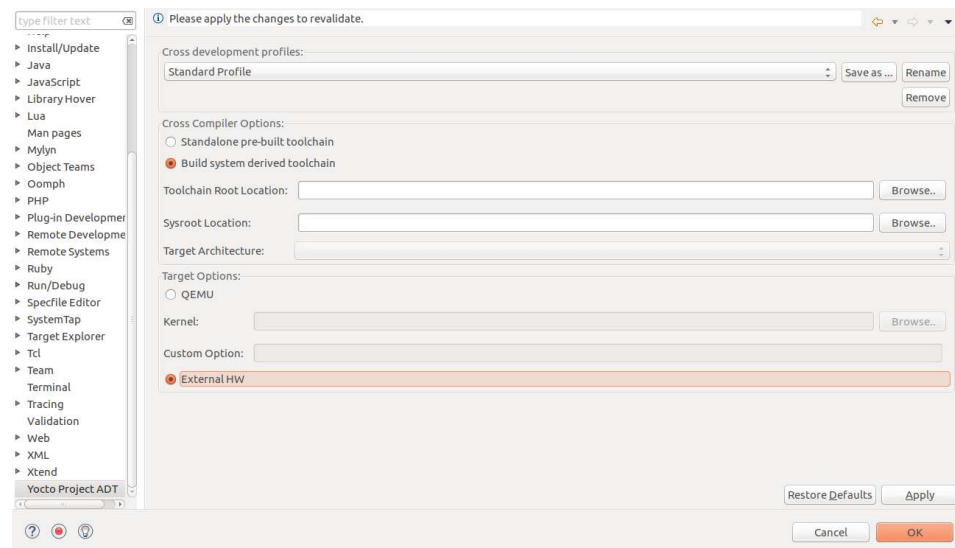 type filter text
Please apply the changes to revalidate.
Install/Update
Java
JavaScript
Library Hover
Lua
Man pages
Mylyn
Object Teams
Oomph
PHP
Plug-in Developmer
Remote Developme
Remote Systems
Ruby
Run/Debug
Specfile Editor
SystemTap
Target Explorer
Tcl
Team
Terminal
Tracing
Validation
Web
XML
Xtend
Yocto Project ADT
Cross development profiles:
Standard Profile
Save as ...
Rename
Remove
Cross Compiler Options:
Standalone pre-built toolchain
Build system derived toolchain
Toolchain Root Location:
Browse..
Sysroot Location:
Browse..
Target Architecture:
Target Options:
QEMU
Kernel:
Browse..
Custom Option:
External HW
Restore Defaults
Apply
Cancel
OK